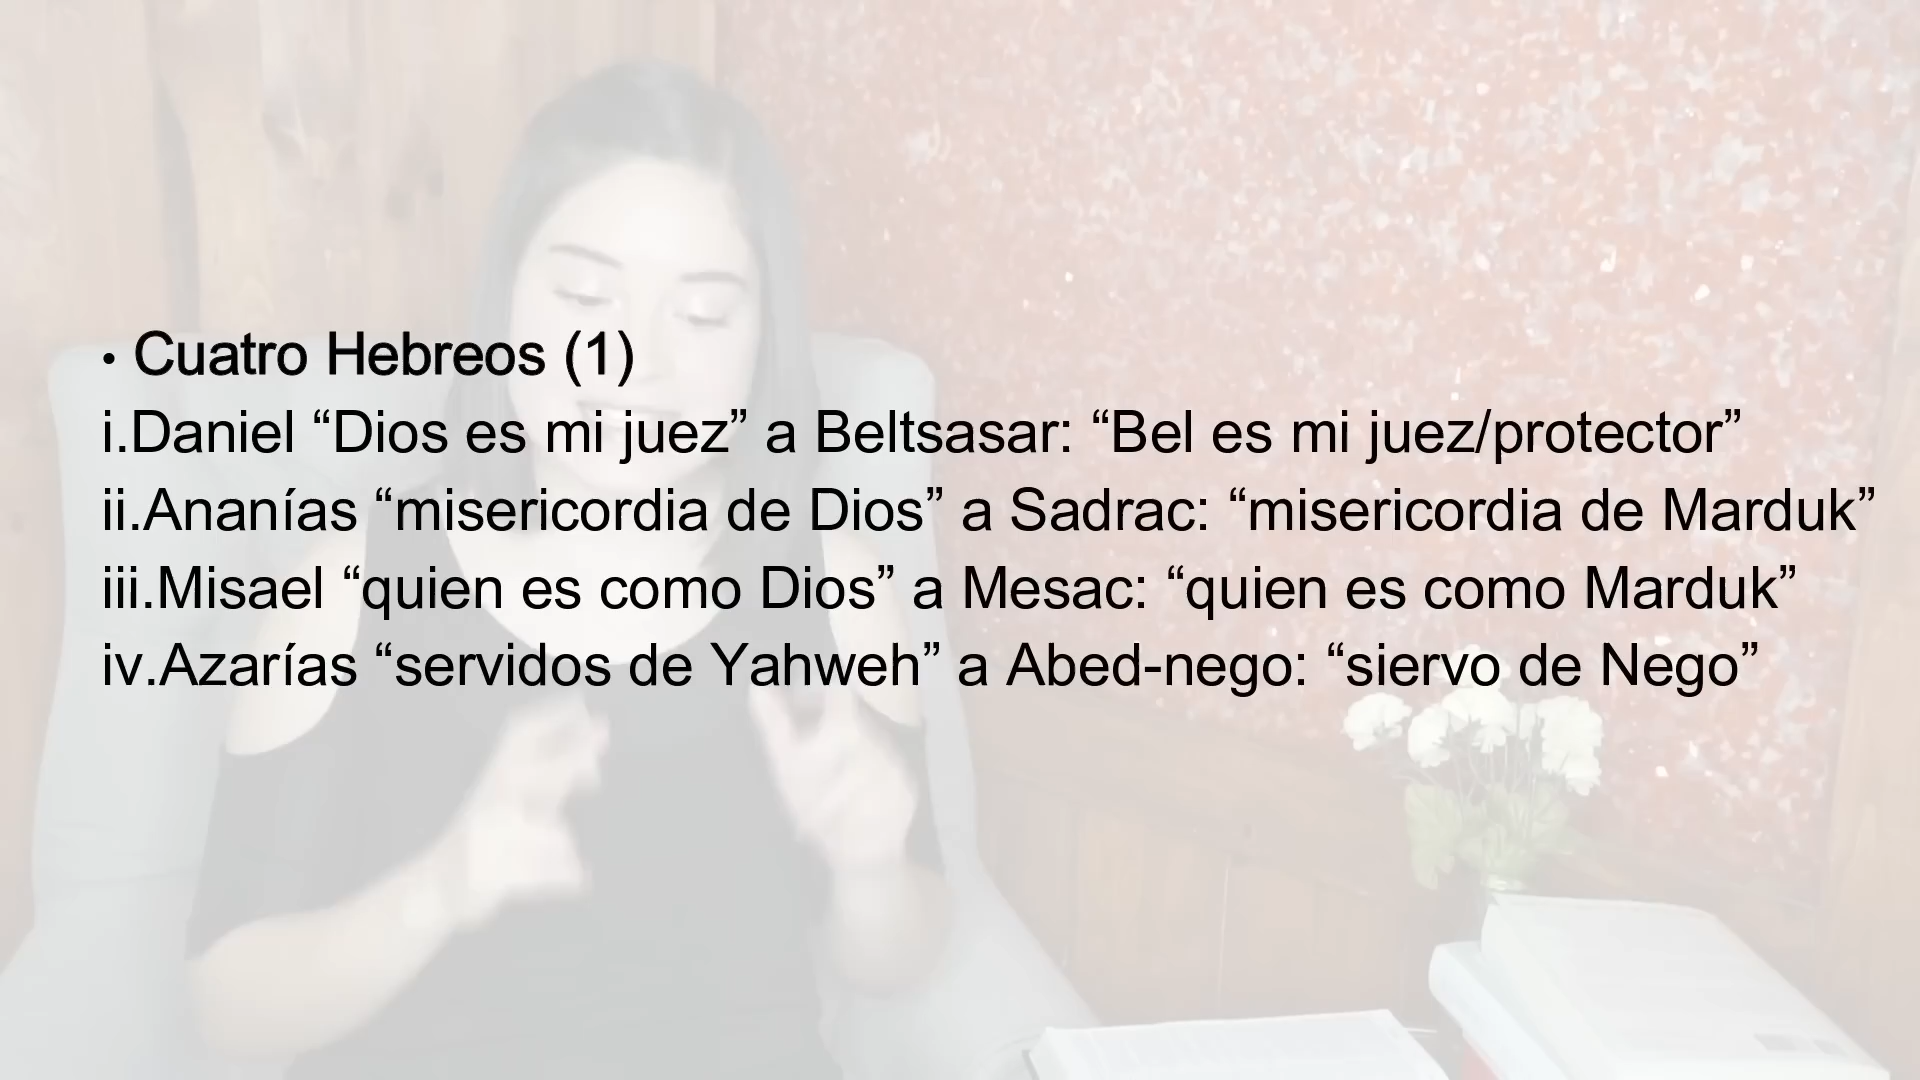 • Cuatro Hebreos (1)
i.Daniel “Dios es mi juez” a Beltsasar: “Bel es mi juez/protector”
ii.Ananías “misericordia de Dios” a Sadrac: “misericordia de Marduk”
iii.Misael “quien es como Dios” a Mesac: “quien es como Marduk”
iv.Azarías “servidos de Yahweh” a Abed-nego: “siervo de Nego”